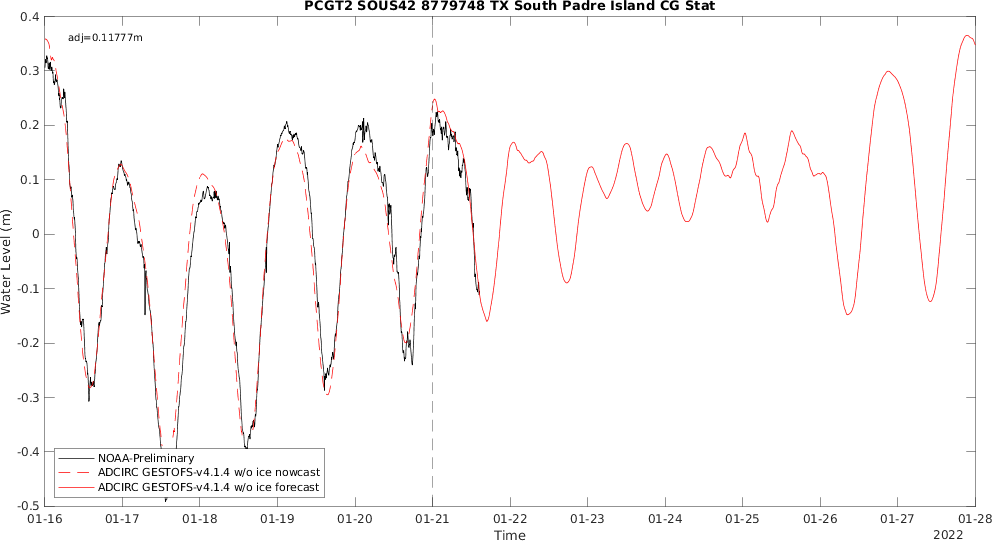 PCGT2 SOUS42 8779748 TX South Padre Island CG Stat
adj=0.11777m
0.4
0.3
0.2
0.1
0
-0.1
-0.2
-0.3
-0.4
-0.5
Water Level (m)
NOAA-Preliminary
ADCIRC GESTOFS-v4.1.4 w/o ice nowcast
ADCIRC GESTOFS-v4.1.4 w/o ice forecast
01-16 01-17 01-18 01-19 01-20 01-21 01-22 01-23 01-24 01-25 01-26 01-27 01-28
Time
2022